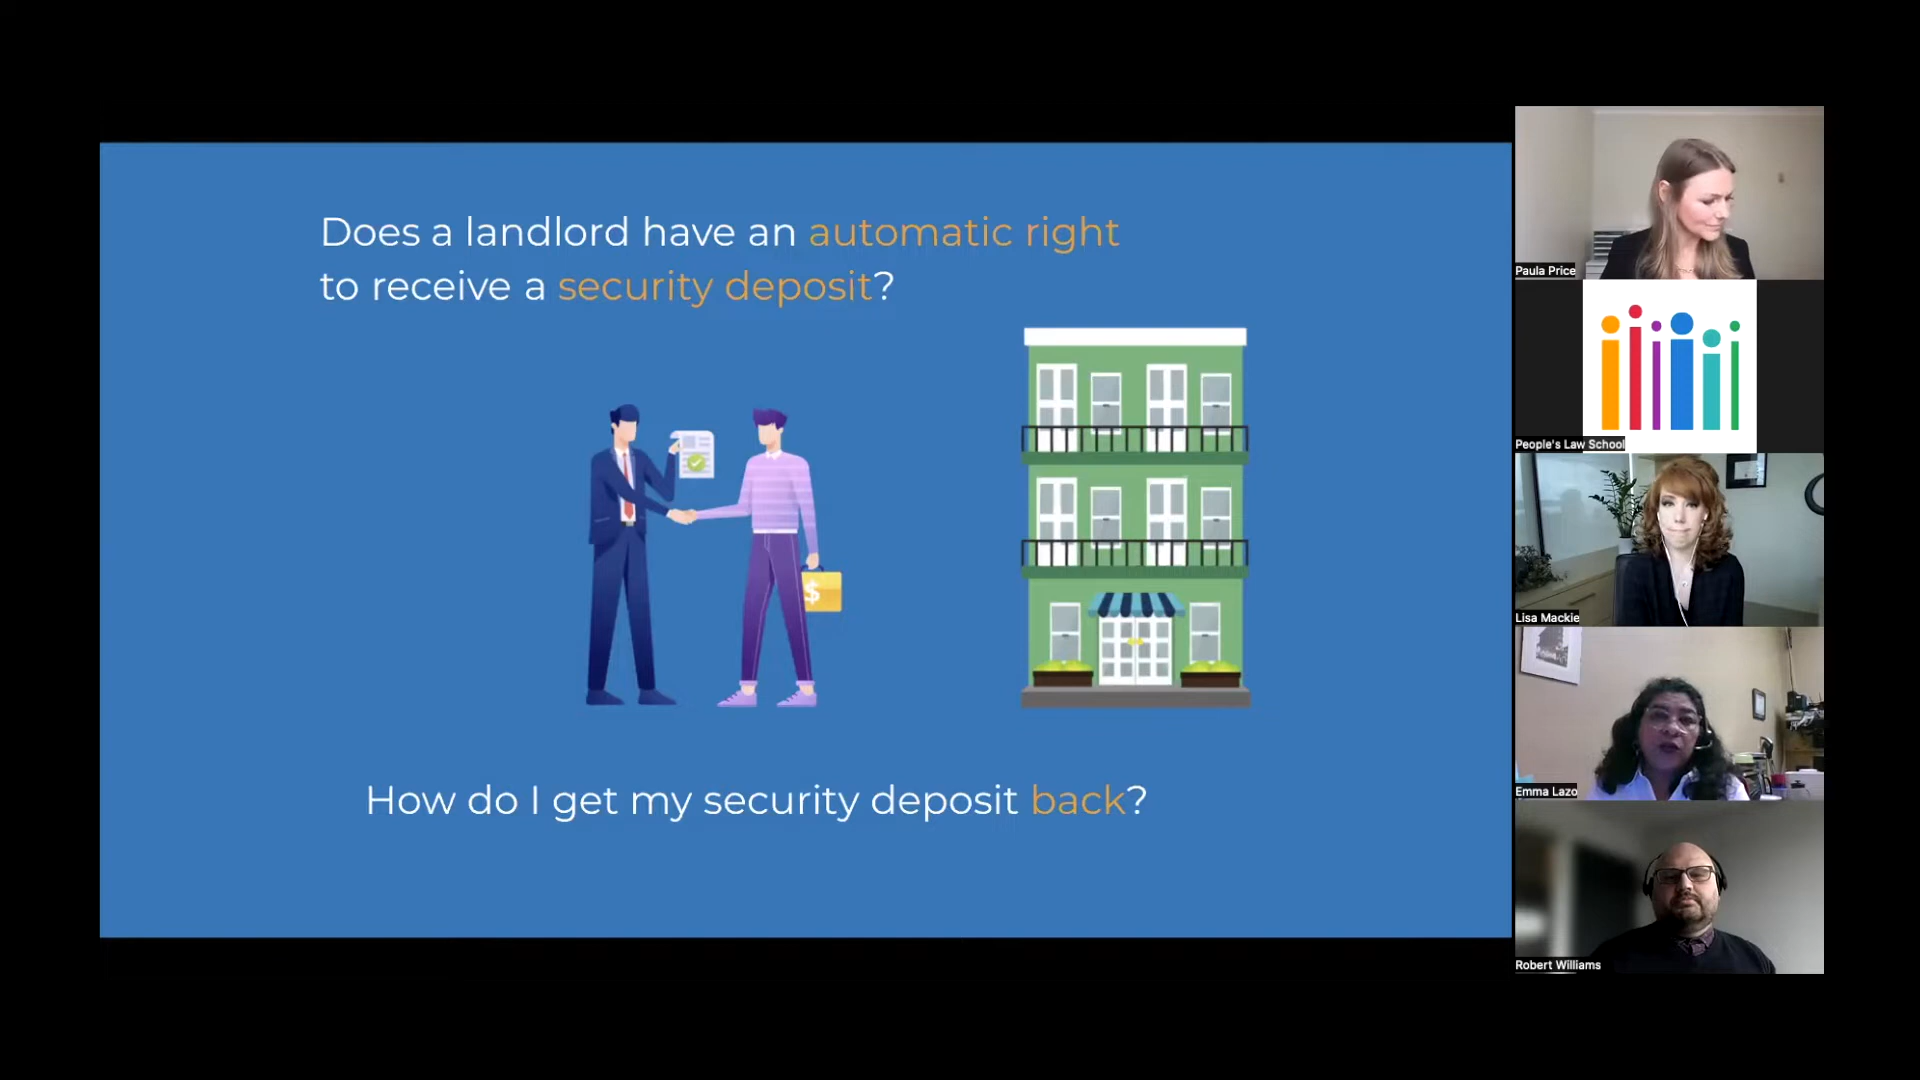 Does a landlord have an automatic right
to receive a security deposit?
$
How do I get my security deposit back?
Paula Price
People's Law School
Lisa Mackie
Emma Lazo
Robert Williams